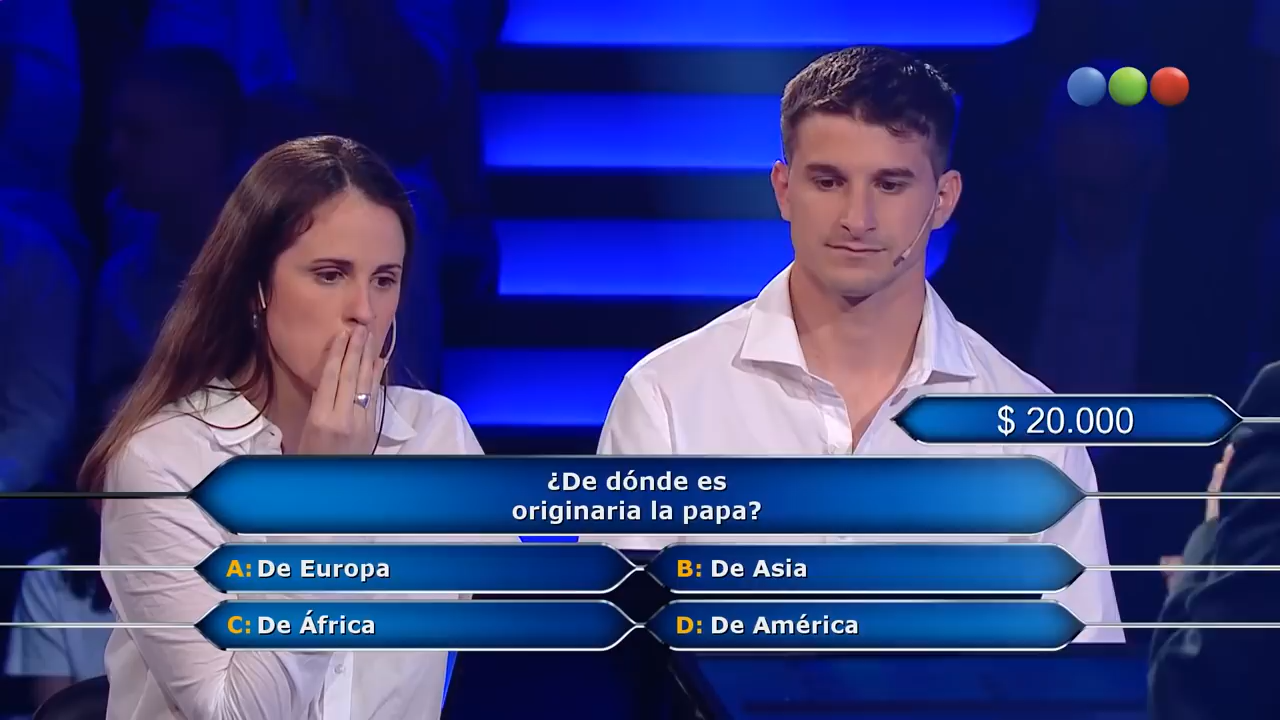 $ 20.000
¿De dónde es
originaria la papa?
A: De Europa
B: De Asia
C: De África
D: De América